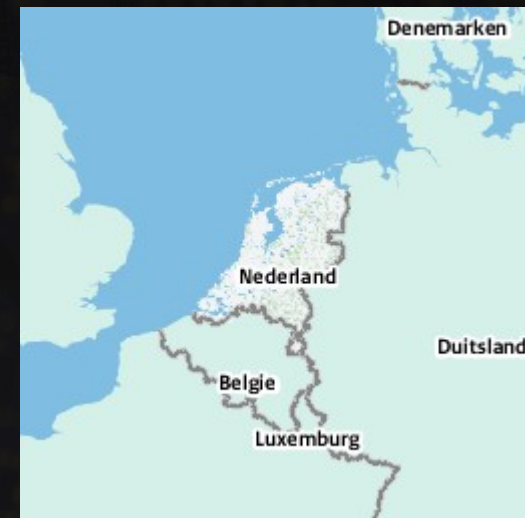 Denemarken
Nederland
Duitsland
Belgie
Luxemburg